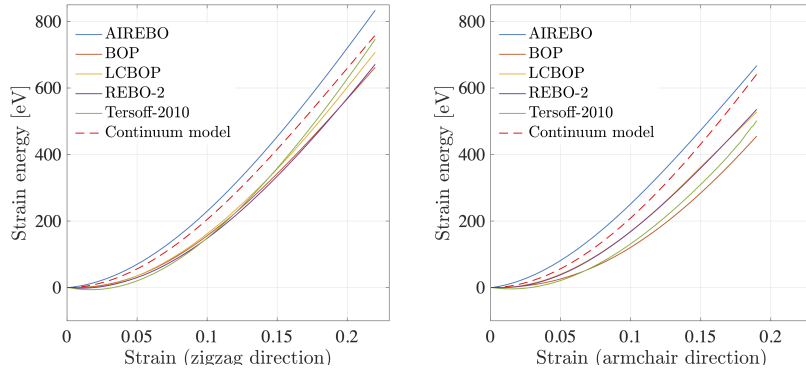 800
600
400
200
0
Strain energy [eV]
AIREBO
BOP
LCBOP
REBO-2
Tersoff-2010
Continuum model
0
0.05
0.1
0.15
0.2
Strain (zigzag direction)
800
600
400
200
0
Strain energy [eV]
AIREBO
BOP
LCBOP
REBO-2
Tersoff-2010
Continuum model
0
0.05
0.1
0.15
0.2
Strain (armchair direction)